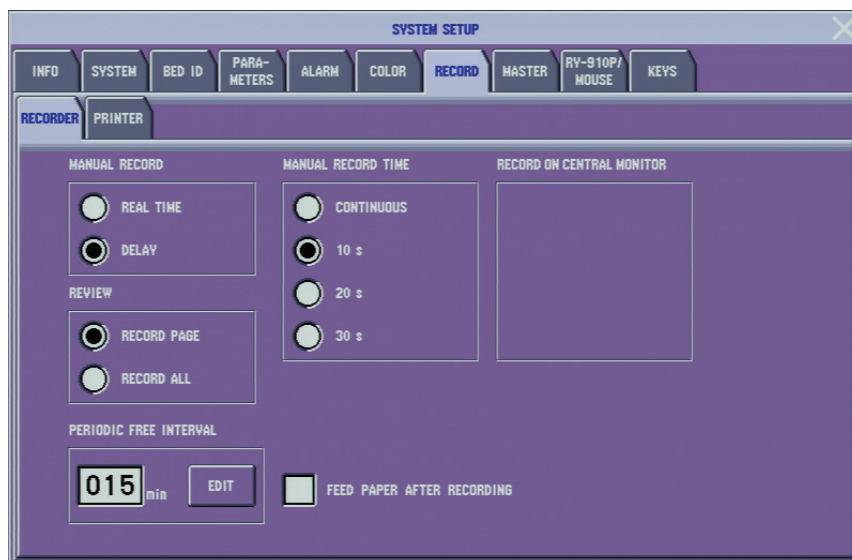 SYSTEM SETUP
INFO SYSTEM BED ID PARA- METERS ALARM COLOR RECORD MASTER RY-910P/ MOUSE KEYS
RECORDER PRINTER
MANUAL RECORD
REAL TIME
DELAY
REVIEW
RECORD PAGE
RECORD ALL
PERIODIC FREE INTERVAL
015 min EDIT
MANUAL RECORD TIME
CONTINUOUS
10 s
20 s
30 s
FEED PAPER AFTER RECORDING
RECORD ON CENTRAL MONITOR